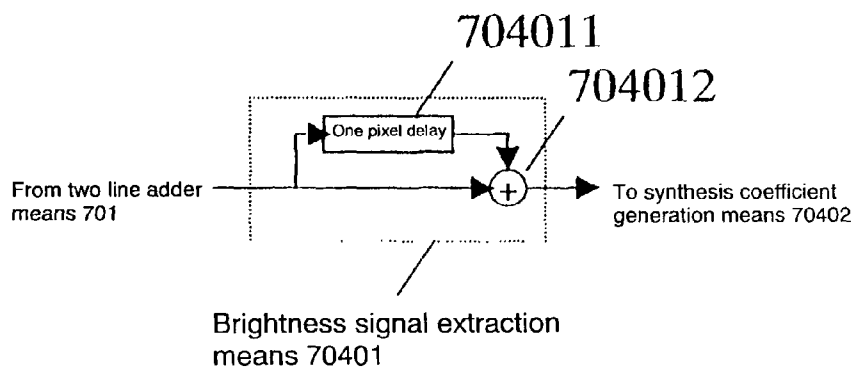 704011
704012
One pixel delay
From two line adder
means 701
+
To synthesis coefficient
generation means 70402
Brightness signal extraction
means 70401